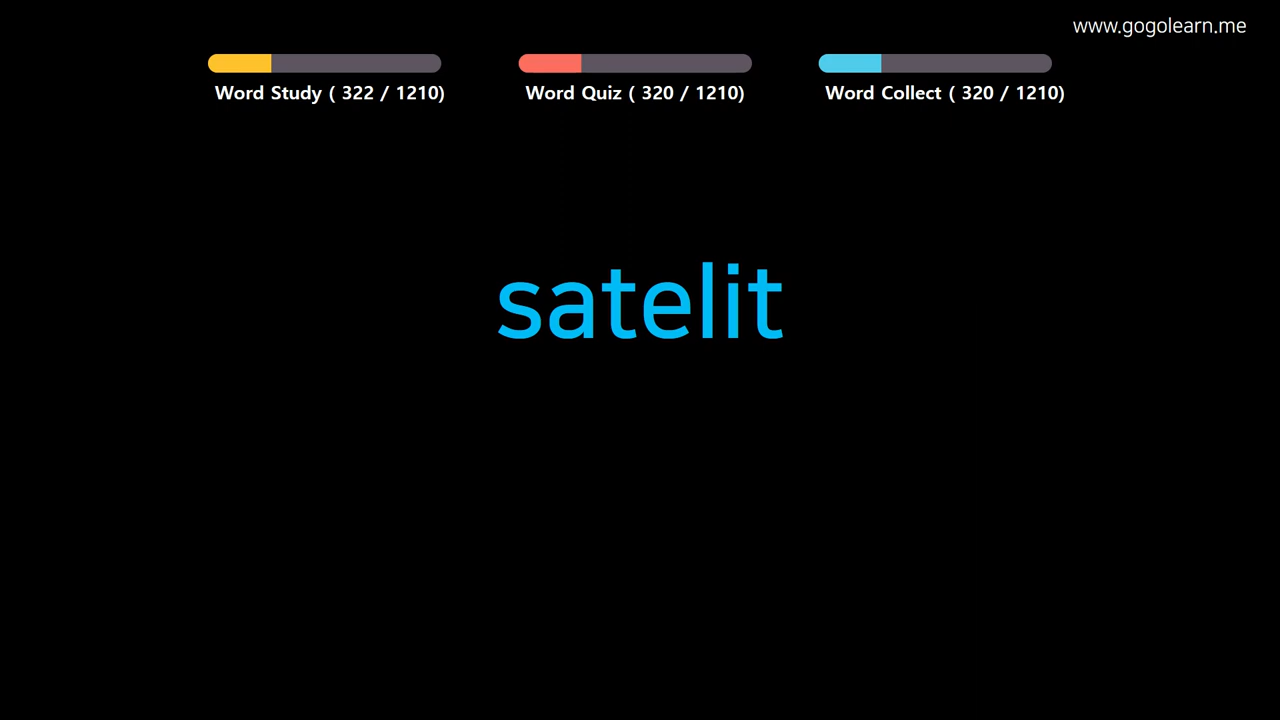 www.gogolearn.me
Word Study ( 322 / 1210)
Word Quiz ( 320 / 1210)
Word Collect ( 320 / 1210)
satelit